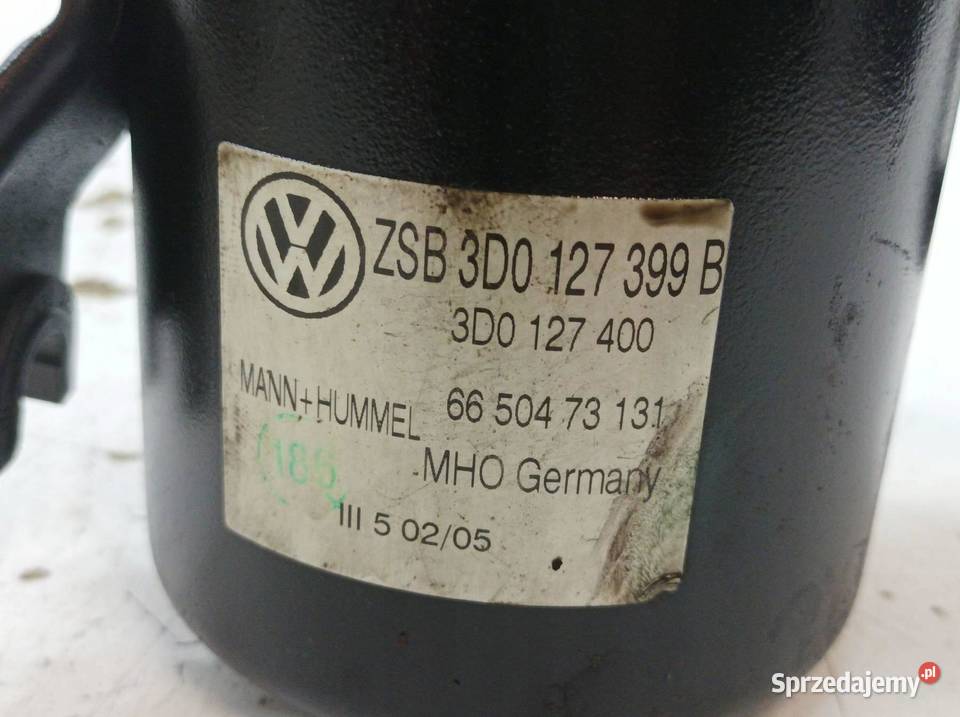 ZSB 3D0 127 399 B
3D0 127 400
MANN+HUMMEL 66 504 73 131
MHO Germany
III 5 02/05
Sprzedajemy.pl